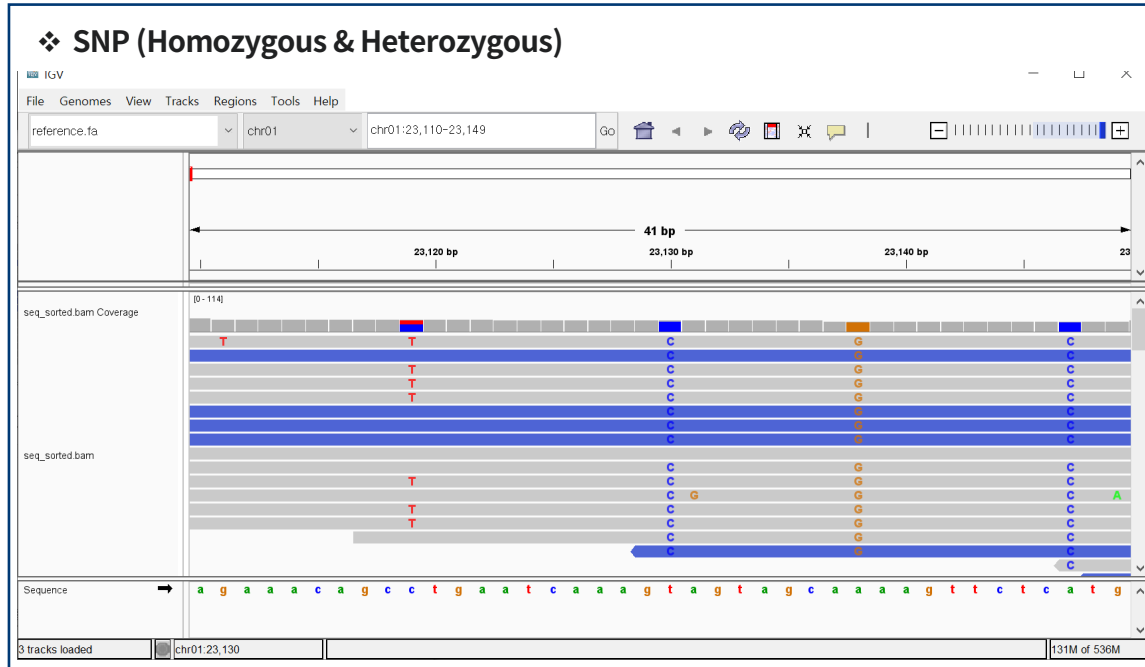 ❖ SNP (Homozygous & Heterozygous)
IGV
File Genomes View Tracks Regions Tools Help
reference.fa chr01 chr01:23,110-23,149 Go
41 bp
23,120 bp 23,130 bp 23,140 bp 23
[0 - 114]
seq_sorted.bam Coverage
T T C G C
C G C
T C G C
T C G C
T C G C
C G C
C G C
C G C
seq_sorted.bam
C G C
T C G C
C G G C A
T C G C
T C G C
C G C
C G C
C
Sequence a g a a a c a g c c t g a a t c a a a g t a g t a g c a a a a g t t c t c a t g
3 tracks loaded chr01:23,130 131M of 536M